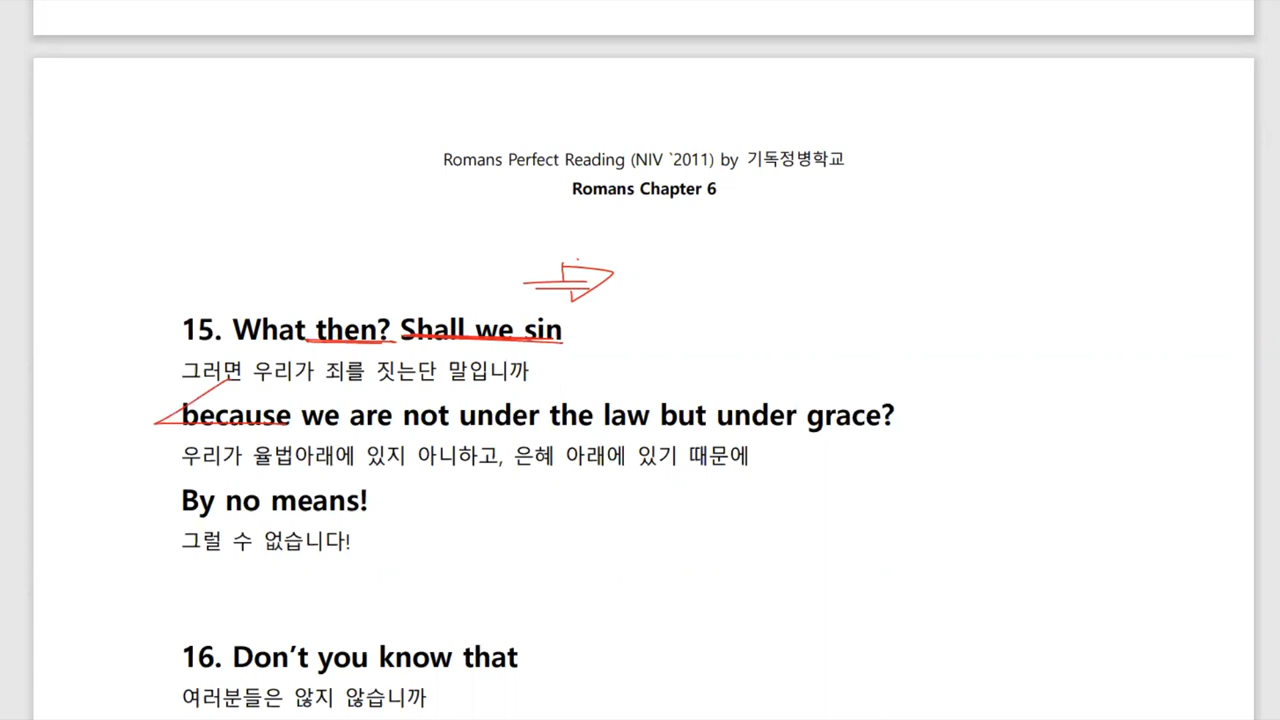 Romans Perfect Reading (NIV `2011) by 기독정병학교
Romans Chapter 6
15. What then? Shall we sin
그러면 우리가 죄를 짓는단 말입니까
because we are not under the law but under grace?
우리가 율법아래에 있지 아니하고, 은혜 아래에 있기 때문에
By no means!
그럴 수 없습니다!
16. Don’t you know that
여러분들은 않지 않습니까